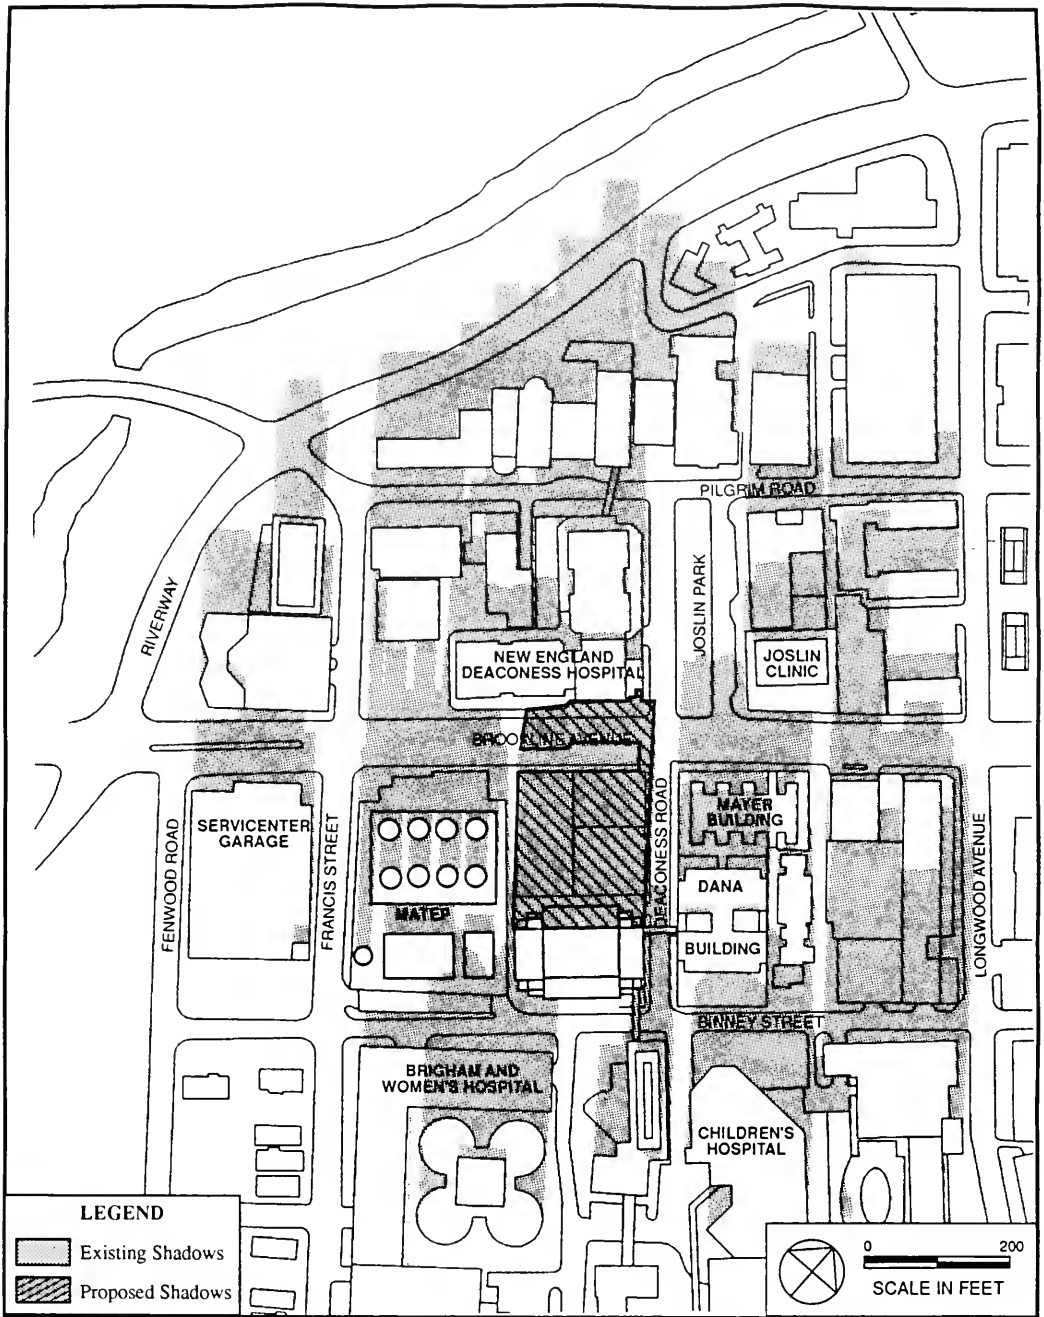 PILGRIM ROAD
JOSLIN PARK
RIVERWAY
NEW ENGLAND
DEACONESS HOSPITAL
JOSLIN
CLINIC
BROOKLINE AVENUE
FENWOOD ROAD
SERVICENTER
GARAGE
FRANCIS STREET
MATEP
DEACONESS ROAD
MAYER
BUILDING
DANA
BUILDING
LONGWOOD AVENUE
BINNEY STREET
BRIGHAM AND
WOMEN'S HOSPITAL
CHILDREN'S
HOSPITAL
LEGEND
Existing Shadows
Proposed Shadows
0 200
SCALE IN FEET